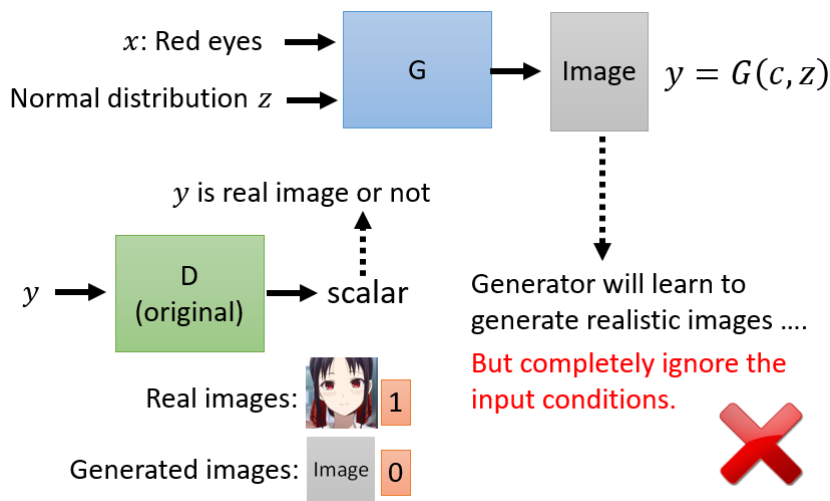 x: Red eyes
Normal distribution z
G
Image
y = G(c, z)
y is real image or not
y
D
(original)
scalar
Generator will learn to
generate realistic images ….
But completely ignore the
input conditions.
Real images:
1
Generated images:
Image
0